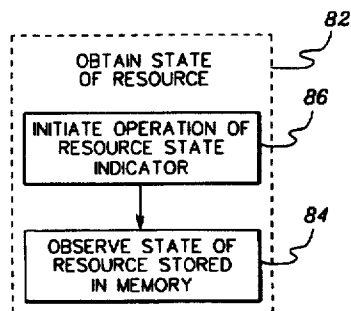 82
OBTAIN STATE
OF RESOURCE
86
INITIATE OPERATION OF
RESOURCE STATE
INDICATOR
84
OBSERVE STATE OF
RESOURCE STORED
IN MEMORY